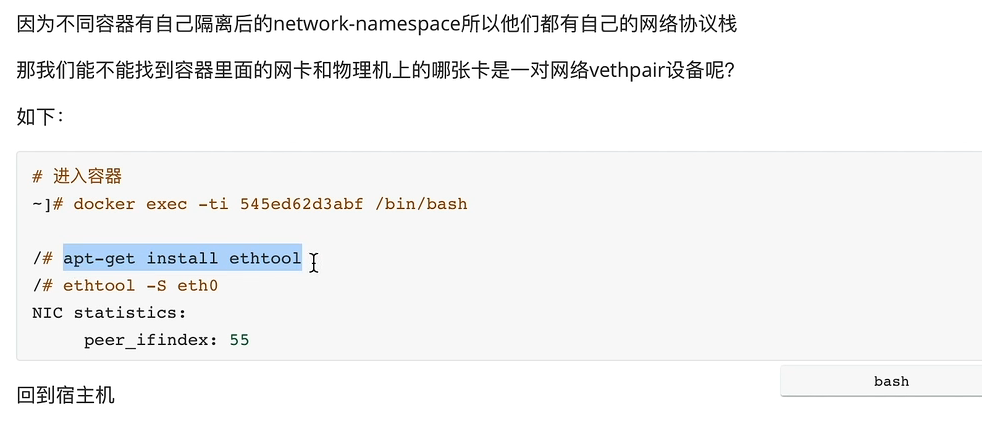 因为不同容器有自己隔离后的network-namespace所以他们都有自己的网络协议栈
那我们能不能找到容器里面的网卡和物理机上的哪张卡是一对网络vethpair设备呢?
如下:
# 进入容器
~]# docker exec -ti 545ed62d3abf /bin/bash
/# apt-get install ethtool
/# ethtool -S eth0
NIC statistics:
peer_ifindex: 55
bash
回到宿主机